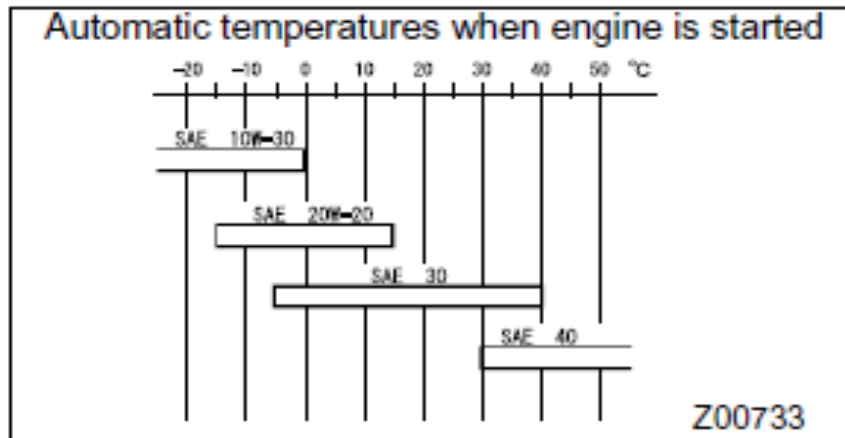 Automatic temperatures when engine is started
-20 -10 0 10 20 30 40 50 °C
SAE 10W-30
SAE 20W-20
SAE 30
SAE 40
Z00733